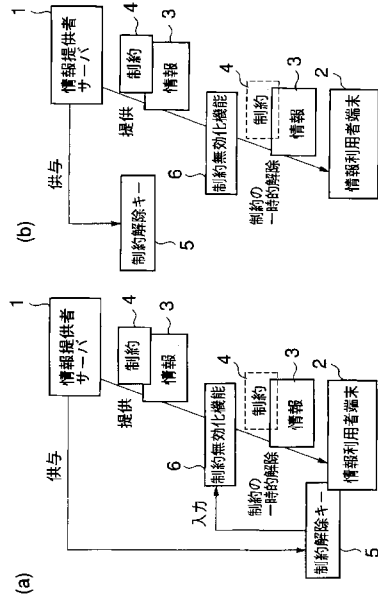 (a)
1
情報提供者
サーバ
供与
4
制約
3
情報
提供
6
制約無効化機能
入力
4
制約
3
情報
制約の
一時的解除
2
情報利用者端末
制約解除キー
5
(b)
1
情報提供者
サーバ
供与
4
制約
3
情報
提供
制約解除キー
5
6
制約無効化機能
4
制約
3
情報
制約の
一時的解除
2
情報利用者端末